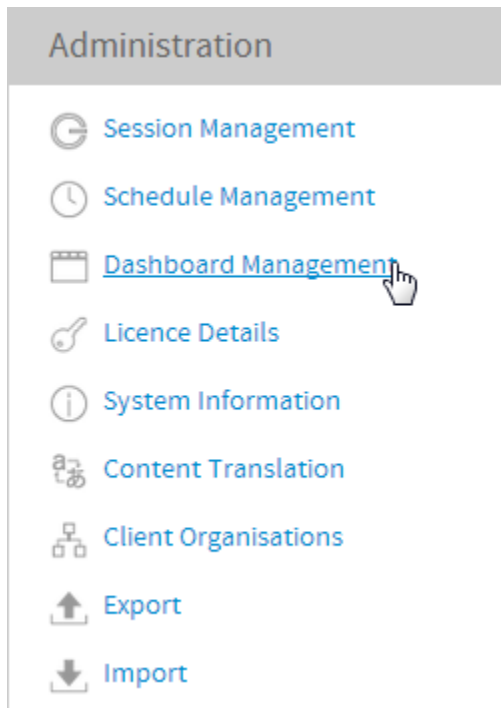 Administration
Session Management
Schedule Management
Dashboard Management
Licence Details
System Information
Content Translation
Client Organisations
Export
Import